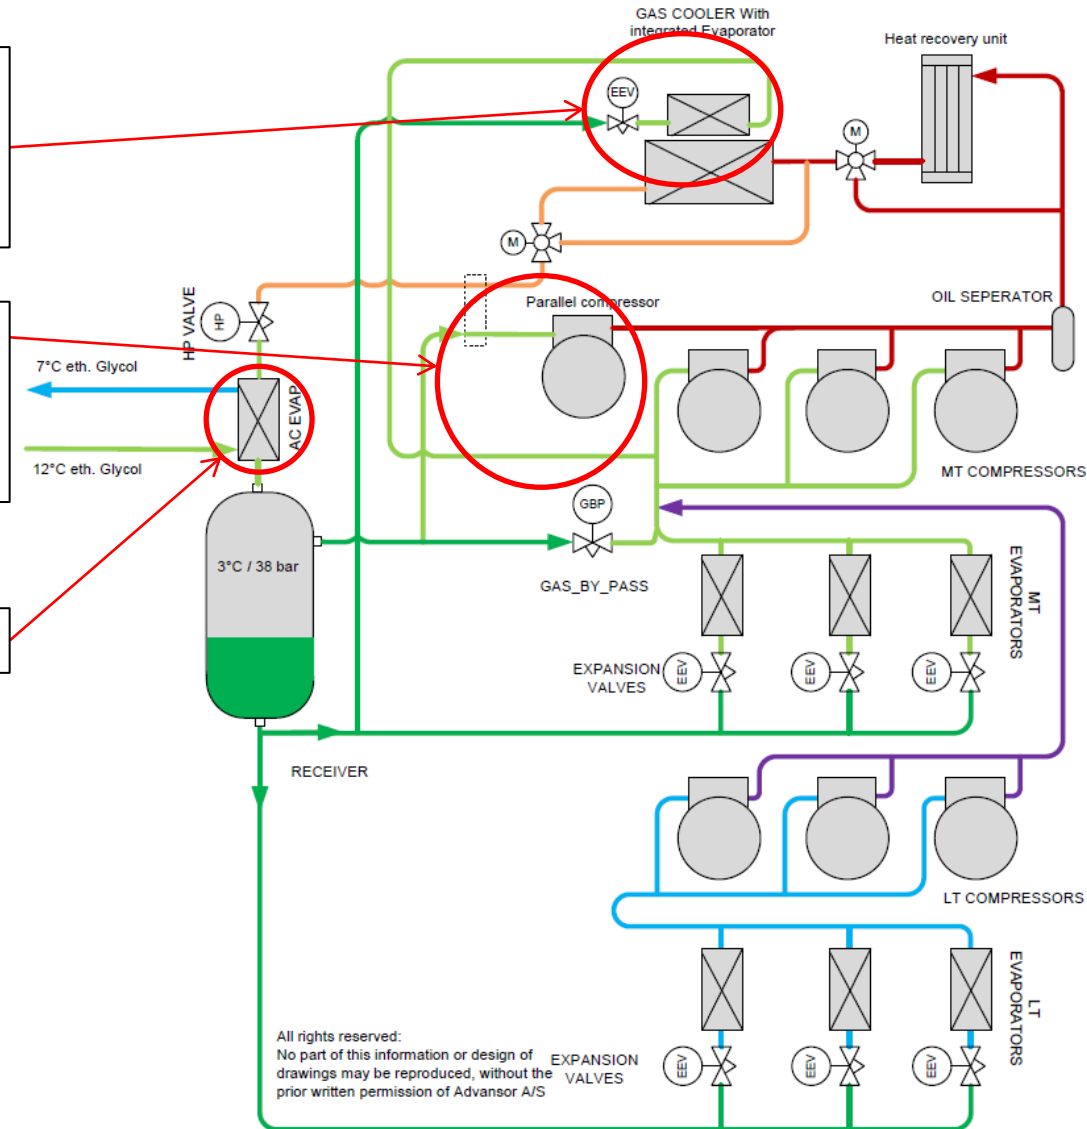 GAS COOLER With
integrated Evaporator
Heat recovery unit
EEV
M
M
HP VALVE
HP
Parallel compressor
OIL SEPERATOR
7°C eth. Glycol
AC EVAP
12°C eth. Glycol
MT COMPRESSORS
GBP
3°C / 38 bar
GAS_BY_PASS
MT
EVAPORATORS
EXPANSION
VALVES
EEV
EEV
EEV
RECEIVER
LT COMPRESSORS
LT
EVAPORATORS
All rights reserved:
No part of this information or design of
drawings may be reproduced, without the
prior written permission of Advansor A/S
EXPANSION
VALVES
EEV
EEV
EEV